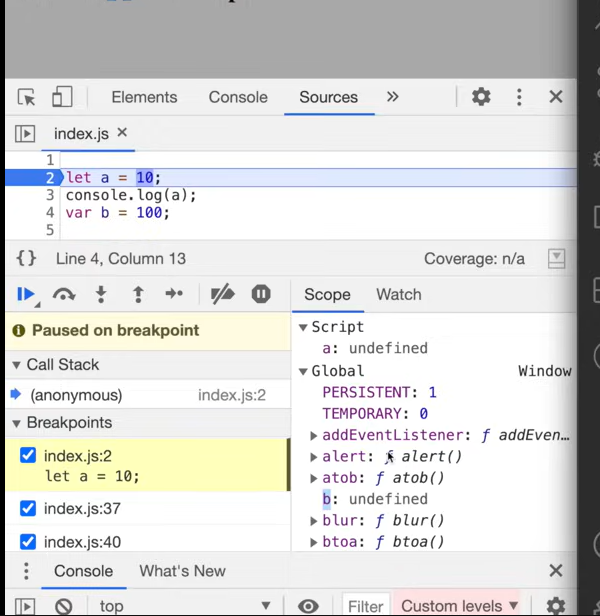 Elements Console Sources »
index.js ×
1
2 let a = 10;
3 console.log(a);
4 var b = 100;
5
{} Line 4, Column 13 Coverage: n/a
Scope Watch
Paused on breakpoint
Call Stack
(anonymous) index.js:2
Breakpoints
index.js:2
let a = 10;
index.js:37
index.js:40
Script
a: undefined
Global Window
PERSISTENT: 1
TEMPORARY: 0
addEventListener: ƒ addEven…
alert: ƒ alert()
atob: ƒ atob()
b: undefined
blur: ƒ blur()
btoa: ƒ btoa()
Console What's New
top Filter Custom levels